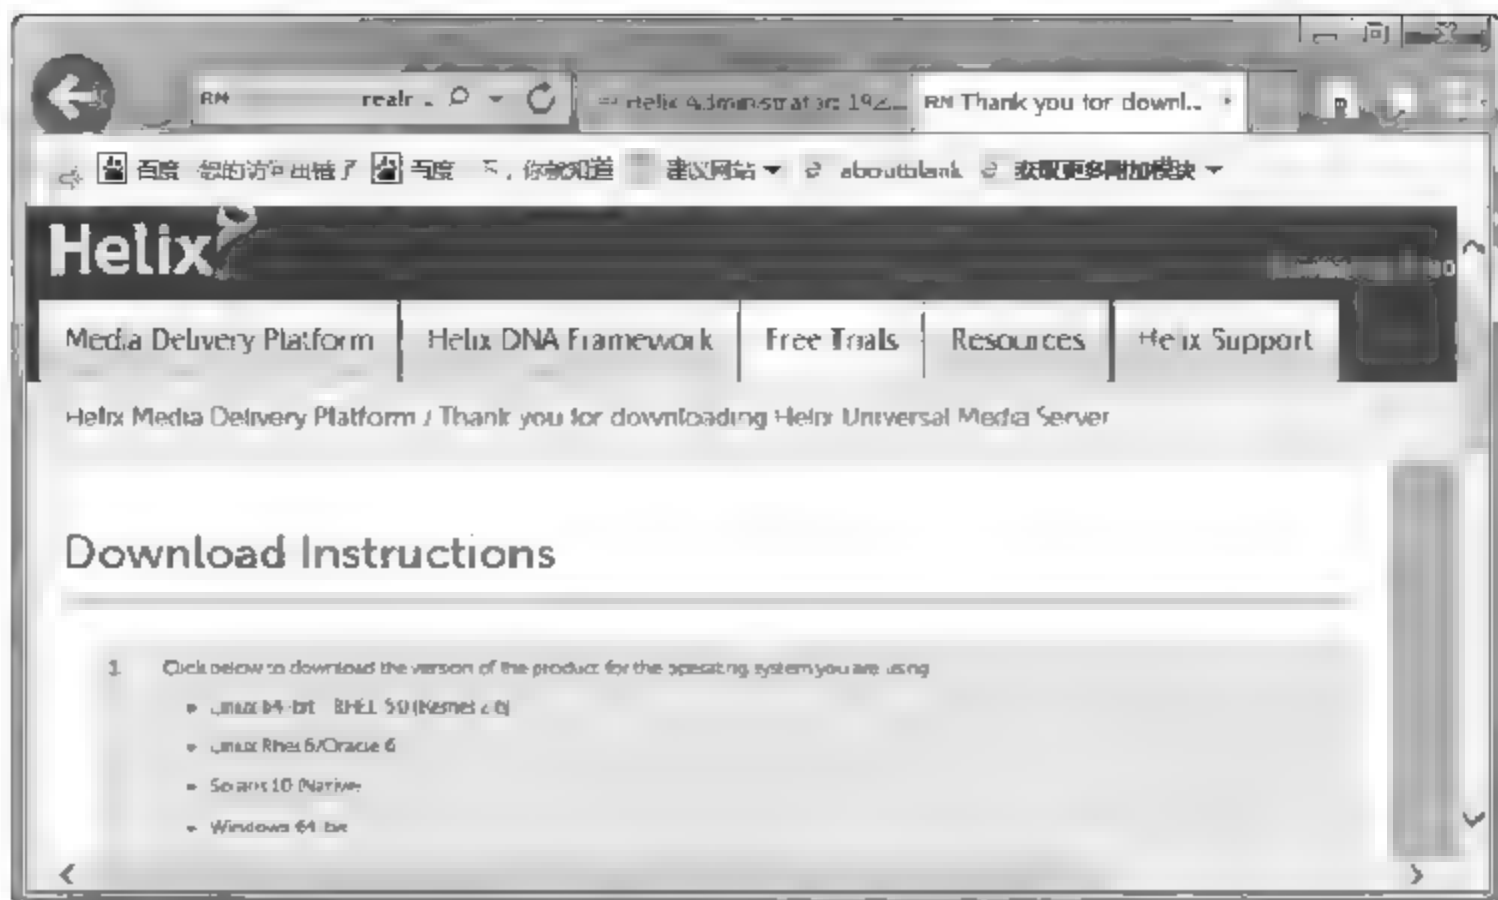 RN realr
Helix Administrator: 192...
RN Thank you for downl...
百度 您的访问出错了 百度一下，你就知道 建议网站 about:blank 获取更多附加模块
Helix
Media Delivery Platform Helix DNA Framework Free Trials Resources Helix Support
Helix Media Delivery Platform / Thank you for downloading Helix Universal Media Server
Download Instructions
1. Click below to download the version of the product for the operating system you are using
Linux 64-bit RHEL 5.0 (Kernel 2.6)
Linux Rhel 6/Oracle 6
Solaris 10 (Native
Windows 64-bit